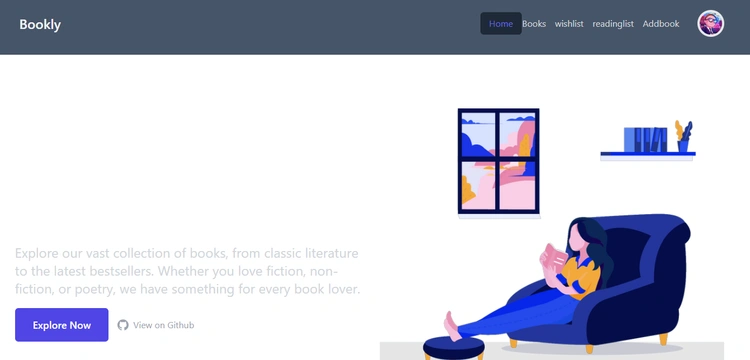 Bookly
Home Books wishlist readinglist Addbook
Explore our vast collection of books, from classic literature
to the latest bestsellers. Whether you love fiction, non-
fiction, or poetry, we have something for every book lover.
Explore Now
View on Github